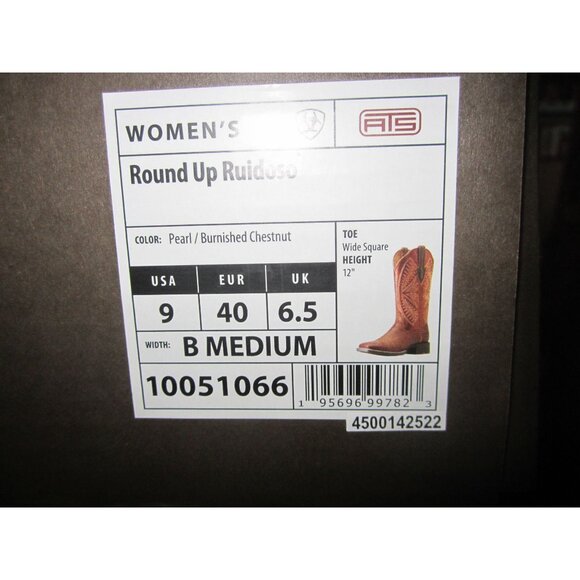 WOMEN'S
ATS
Round Up Ruidoso
COLOR: Pearl / Burnished Chestnut
TOE
Wide Square
HEIGHT
12"
USA EUR UK
9 40 6.5
WIDTH: B MEDIUM
10051066
1 95696 99782 3
4500142522